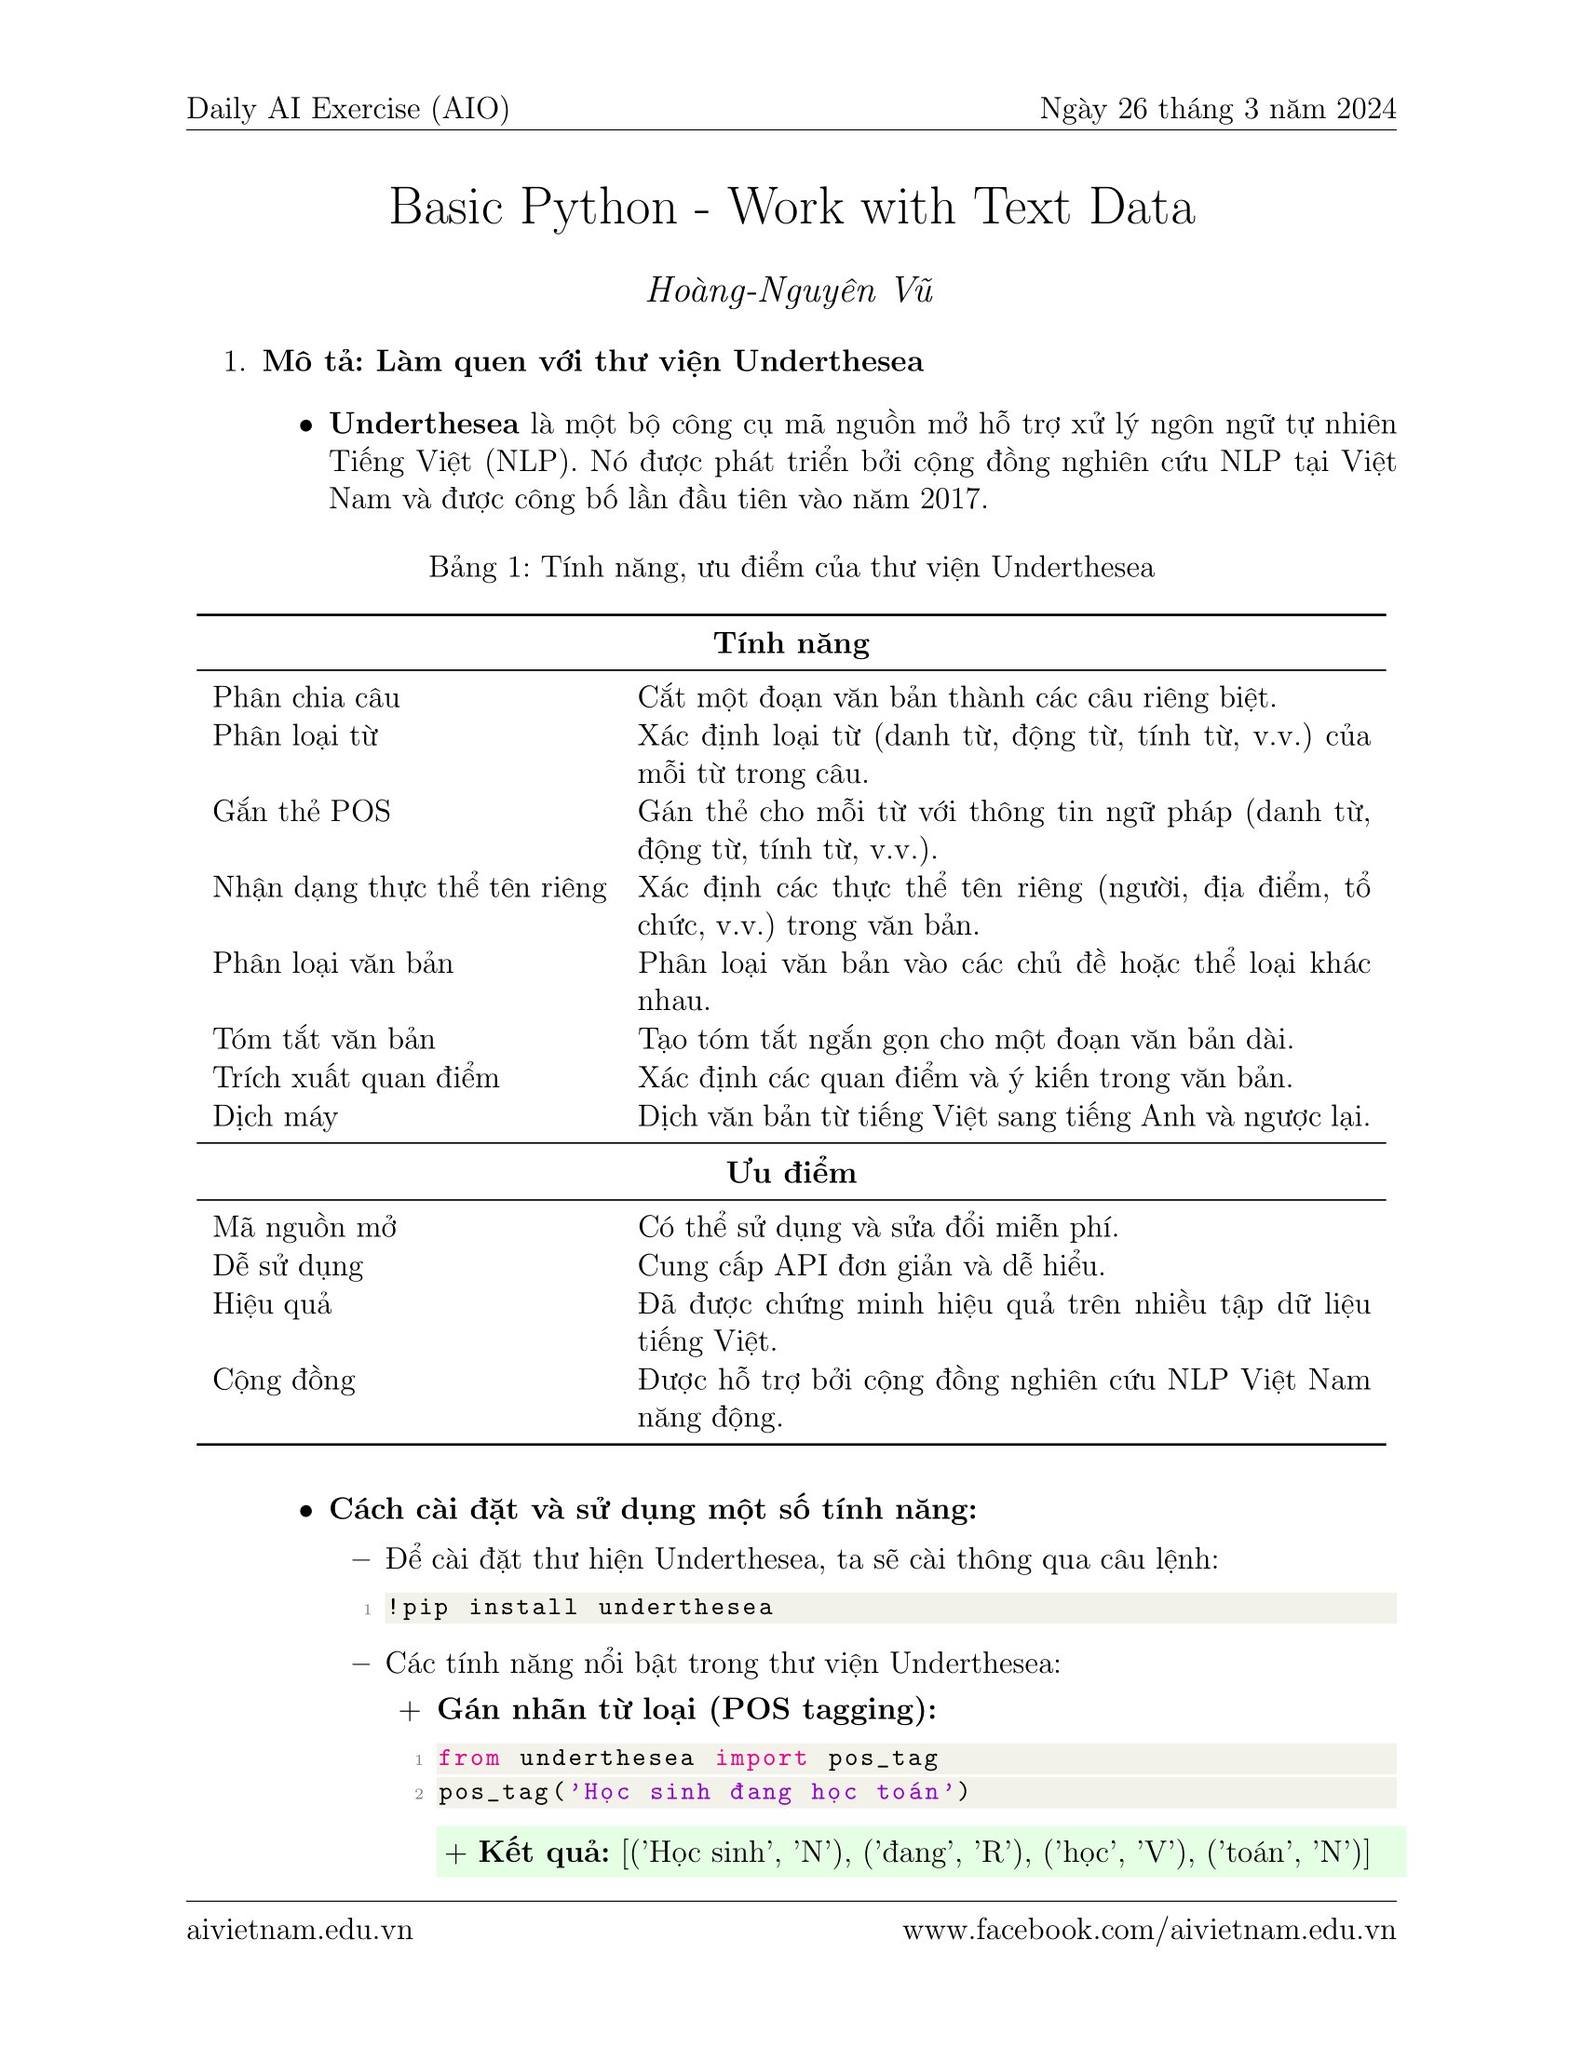 Daily AI Exercise (AIO) Ngày 26 tháng 3 năm 2024
Basic Python - Work with Text Data
Hoàng-Nguyên Vũ
1. Mô tả: Làm quen với thư viện Underthesea
• Underthesea là một bộ công cụ mã nguồn mở hỗ trợ xử lý ngôn ngữ tự nhiên
Tiếng Việt (NLP). Nó được phát triển bởi cộng đồng nghiên cứu NLP tại Việt
Nam và được công bố lần đầu tiên vào năm 2017.
Bảng 1: Tính năng, ưu điểm của thư viện Underthesea
Tính năng
Phân chia câu Cắt một đoạn văn bản thành các câu riêng biệt.
Phân loại từ Xác định loại từ (danh từ, động từ, tính từ, v.v.) của
mỗi từ trong câu.
Gắn thẻ POS Gán thẻ cho mỗi từ với thông tin ngữ pháp (danh từ,
động từ, tính từ, v.v.).
Nhận dạng thực thể tên riêng Xác định các thực thể tên riêng (người, địa điểm, tổ
chức, v.v.) trong văn bản.
Phân loại văn bản Phân loại văn bản vào các chủ đề hoặc thể loại khác
nhau.
Tóm tắt văn bản Tạo tóm tắt ngắn gọn cho một đoạn văn bản dài.
Trích xuất quan điểm Xác định các quan điểm và ý kiến trong văn bản.
Dịch máy Dịch văn bản từ tiếng Việt sang tiếng Anh và ngược lại.
Ưu điểm
Mã nguồn mở Có thể sử dụng và sửa đổi miễn phí.
Dễ sử dụng Cung cấp API đơn giản và dễ hiểu.
Hiệu quả Đã được chứng minh hiệu quả trên nhiều tập dữ liệu
tiếng Việt.
Cộng đồng Được hỗ trợ bởi cộng đồng nghiên cứu NLP Việt Nam
năng động.
• Cách cài đặt và sử dụng một số tính năng:
– Để cài đặt thư hiện Underthesea, ta sẽ cài thông qua câu lệnh:
1 !pip install underthesea
– Các tính năng nổi bật trong thư viện Underthesea:
+ Gán nhãn từ loại (POS tagging):
1 from underthesea import pos_tag
2 pos_tag('Học sinh đang học toán')
+ Kết quả: [('Học sinh', 'N'), ('đang', 'R'), ('học', 'V'), ('toán', 'N')]
aivietnam.edu.vn www.facebook.com/aivietnam.edu.vn